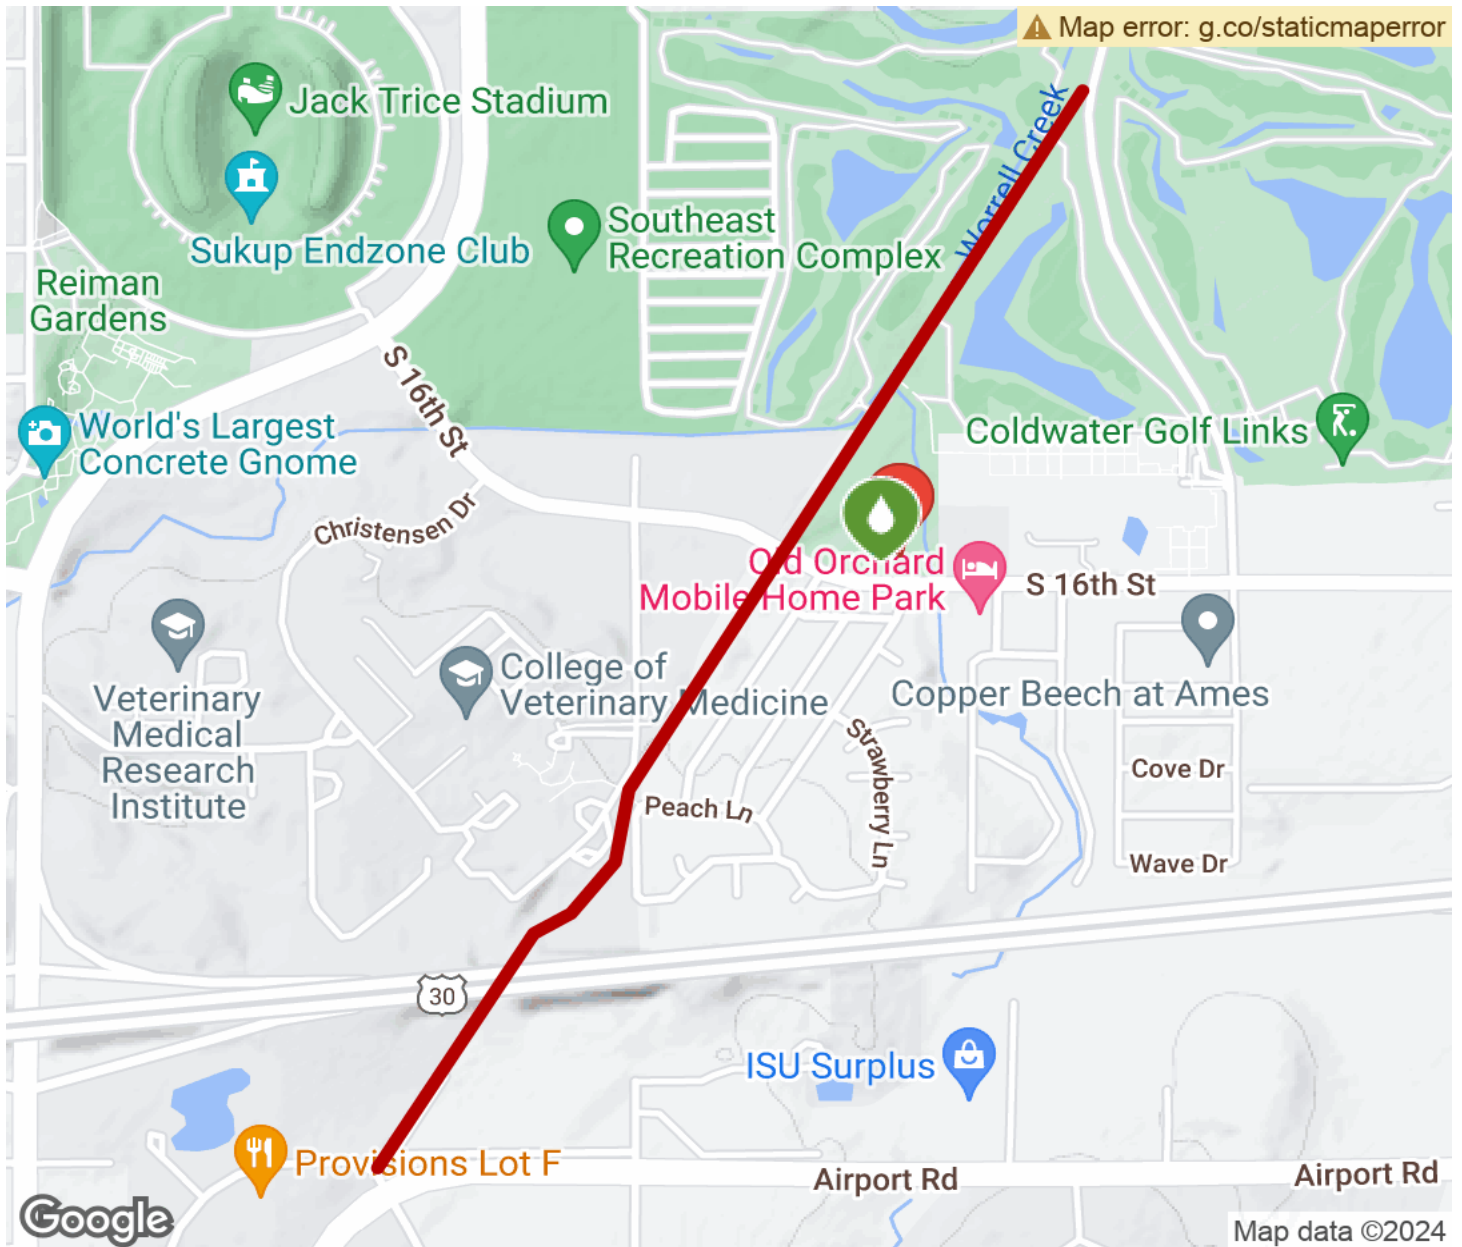 Map error: g.co/staticmaperror
Jack Trice Stadium
Worrell Creek
Sukup Endzone Club
Southeast
Recreation Complex
Reiman
Gardens
S 16th St
World's Largest
Concrete Gnome
Coldwater Golf Links
Christensen Dr
Old Orchard
Mobile Home Park
S 16th St
College of
Veterinary Medicine
Veterinary
Medical
Research
Institute
Copper Beech at Ames
Strawberry Ln
Cove Dr
Peach Ln
Wave Dr
30
ISU Surplus
Provisions Lot F
Airport Rd
Airport Rd
Google
Map data ©2024